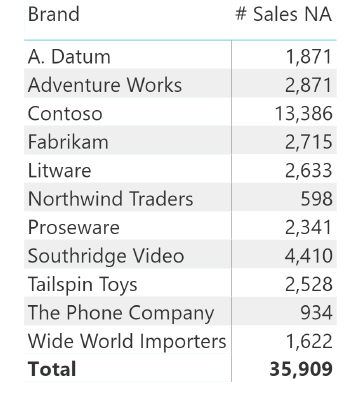 Brand # Sales NA
A. Datum 1,871
Adventure Works 2,871
Contoso 13,386
Fabrikam 2,715
Litware 2,633
Northwind Traders 598
Proseware 2,341
Southridge Video 4,410
Tailspin Toys 2,528
The Phone Company 934
Wide World Importers 1,622
Total 35,909